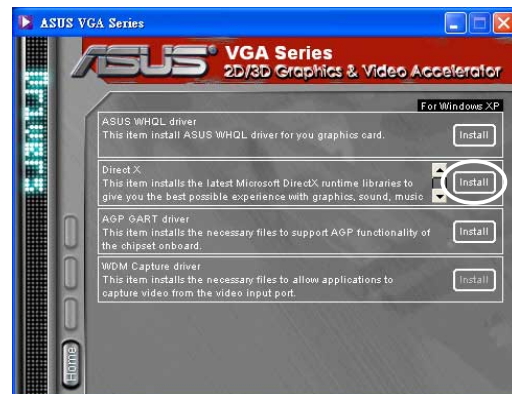 ASUS VGA Series
ASUS® VGA Series
2D/3D Graphics & Video Accelerator
For Windows XP
ASUS WHQL driver
This item install ASUS WHQL driver for you graphics card.
Install
Direct X
This item installs the latest Microsoft DirectX runtime libraries to
give you the best possible experience with graphics, sound, music
Install
AGP GART driver
This item installs the necessary files to support AGP functionality of
the chipset onboard.
Install
WDM Capture driver
This item installs the necessary files to allow applications to
capture video from the video input port.
Install
Home